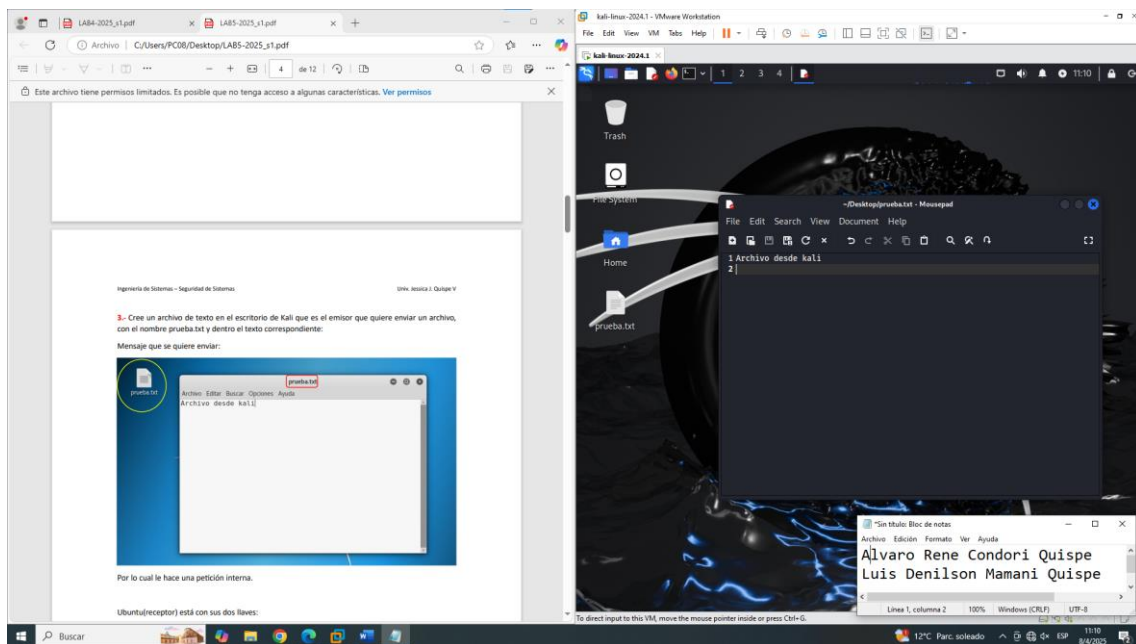 LAB4-2025_s1.pdf
LAB5-2025_s1.pdf
Archivo | C:/Users/PC08/Desktop/LAB5-2025_s1.pdf
4 de 12
Este archivo tiene permisos limitados. Es posible que no tenga acceso a algunas características. Ver permisos
Ingeniería de Sistemas – Seguridad de Sistemas Univ. Jessica J. Quispe V
3.- Cree un archivo de texto en el escritorio de Kali que es el emisor que quiere enviar un archivo,
con el nombre prueba.txt y dentro el texto correspondiente:
Mensaje que se quiere enviar:
prueba.txt
prueba.txt
Archivo Editar Buscar Opciones Ayuda
Archivo desde kali
Por lo cual le hace una petición interna.
Ubuntu(receptor) está con sus dos llaves:
kali-linux-2024.1 - VMware Workstation
File Edit View VM Tabs Help
kali-linux-2024.1
1 2 3 4
11:10
Trash
File System
Home
prueba.txt
~/Desktop/prueba.txt - Mousepad
File Edit Search View Document Help
1 Archivo desde kali
2
*Sin título: Bloc de notas
Archivo Edición Formato Ver Ayuda
Alvaro Rene Condori Quispe
Luis Denilson Mamani Quispe
Línea 1, columna 2 100% Windows (CRLF) UTF-8
To direct input to this VM, move the mouse pointer inside or press Ctrl+G.
Buscar
12°C Parc. soleado
ESP
11:10
8/4/2025